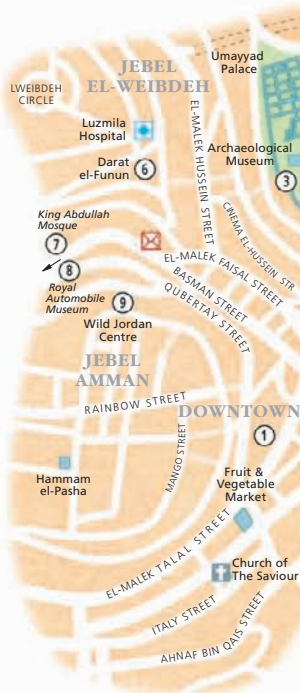 Umayyad
Palace
JEBEL
EL-WEIBDEH
LWEIBDEH
CIRCLE
Luzmila
Hospital
EL-MALEK HUSSEIN STREET
Archaeological
Museum
Darat
el-Funun
6
3
CINEMA EL-HUSSEIN STR
King Abdullah
Mosque
7
EL-MALEK FAISAL STREET
8
BASMAN STREET
QUBERTAY STREET
Royal
Automobile
Museum
9
Wild Jordan
Centre
JEBEL
AMMAN
RAINBOW STREET
DOWNTOWN
MANGO STREET
1
Hammam
el-Pasha
Fruit &
Vegetable
Market
EL-MALEK TALAL STREET
Church of
The Saviour
ITALY STREET
AHNAF BIN QAIS STREET